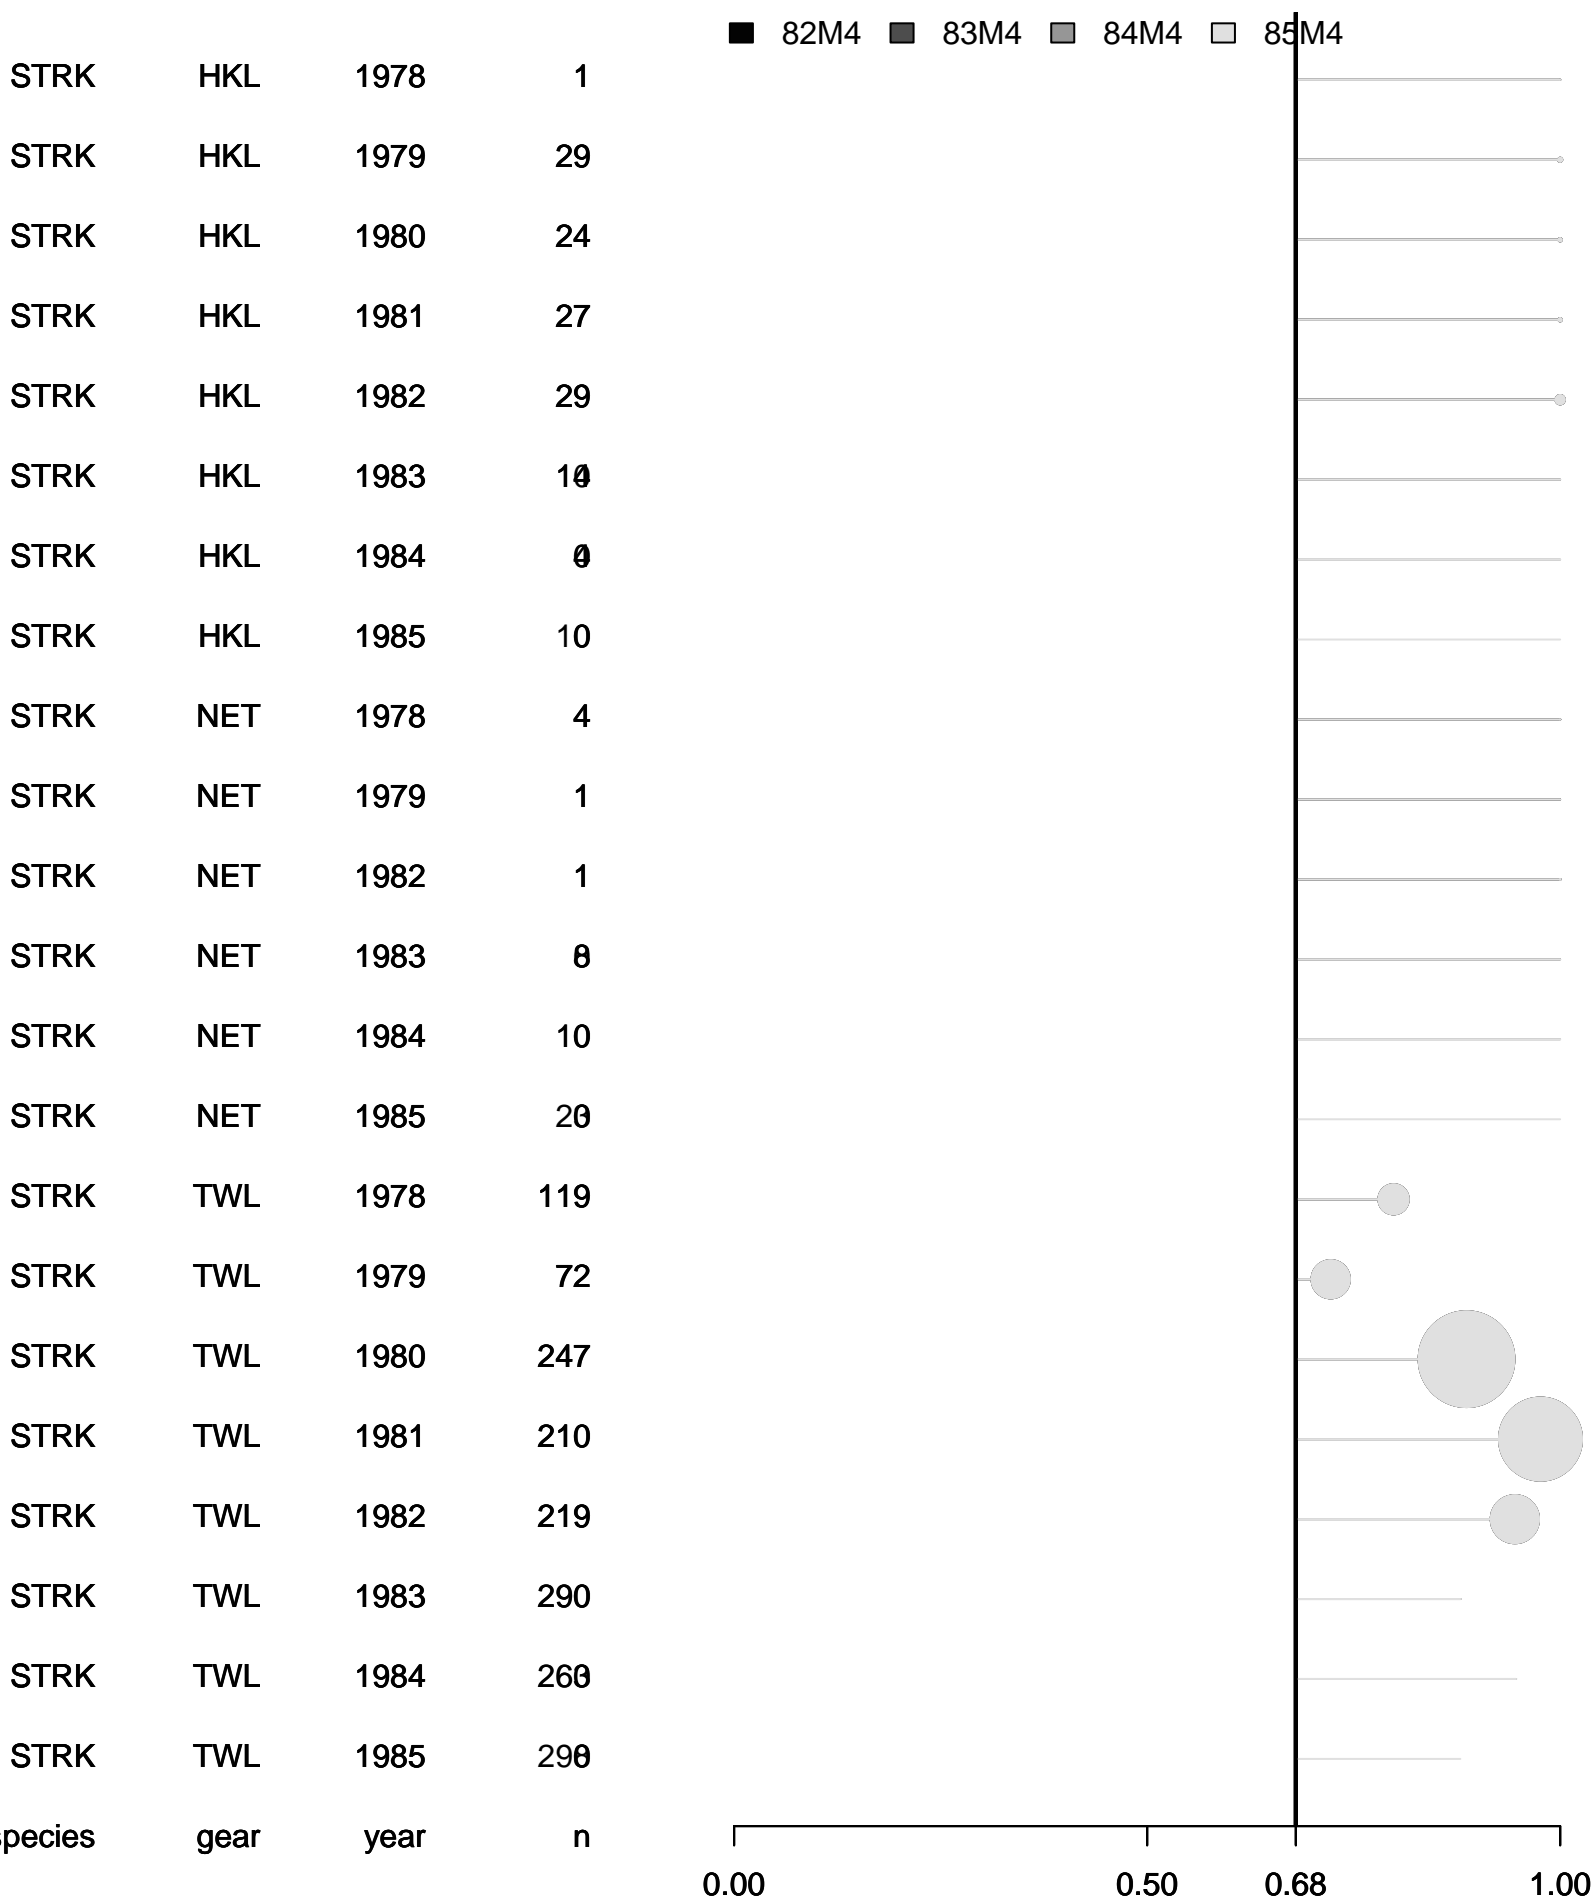 82M4 83M4 84M4 85M4
STRK HKL 1978 1
STRK HKL 1979 29
STRK HKL 1980 24
STRK HKL 1981 27
STRK HKL 1982 29
STRK HKL 1983
STRK HKL 1984
STRK HKL 1985 10
STRK NET 1978 4
STRK NET 1979 1
STRK NET 1982 1
STRK NET 1983
STRK NET 1984 10
STRK NET 1985
STRK TWL 1978 119
STRK TWL 1979 72
STRK TWL 1980 247
STRK TWL 1981 210
STRK TWL 1982 219
STRK TWL 1983 290
STRK TWL 1984
STRK TWL 1985
species gear year n
0.00 0.50 0.68 1.00